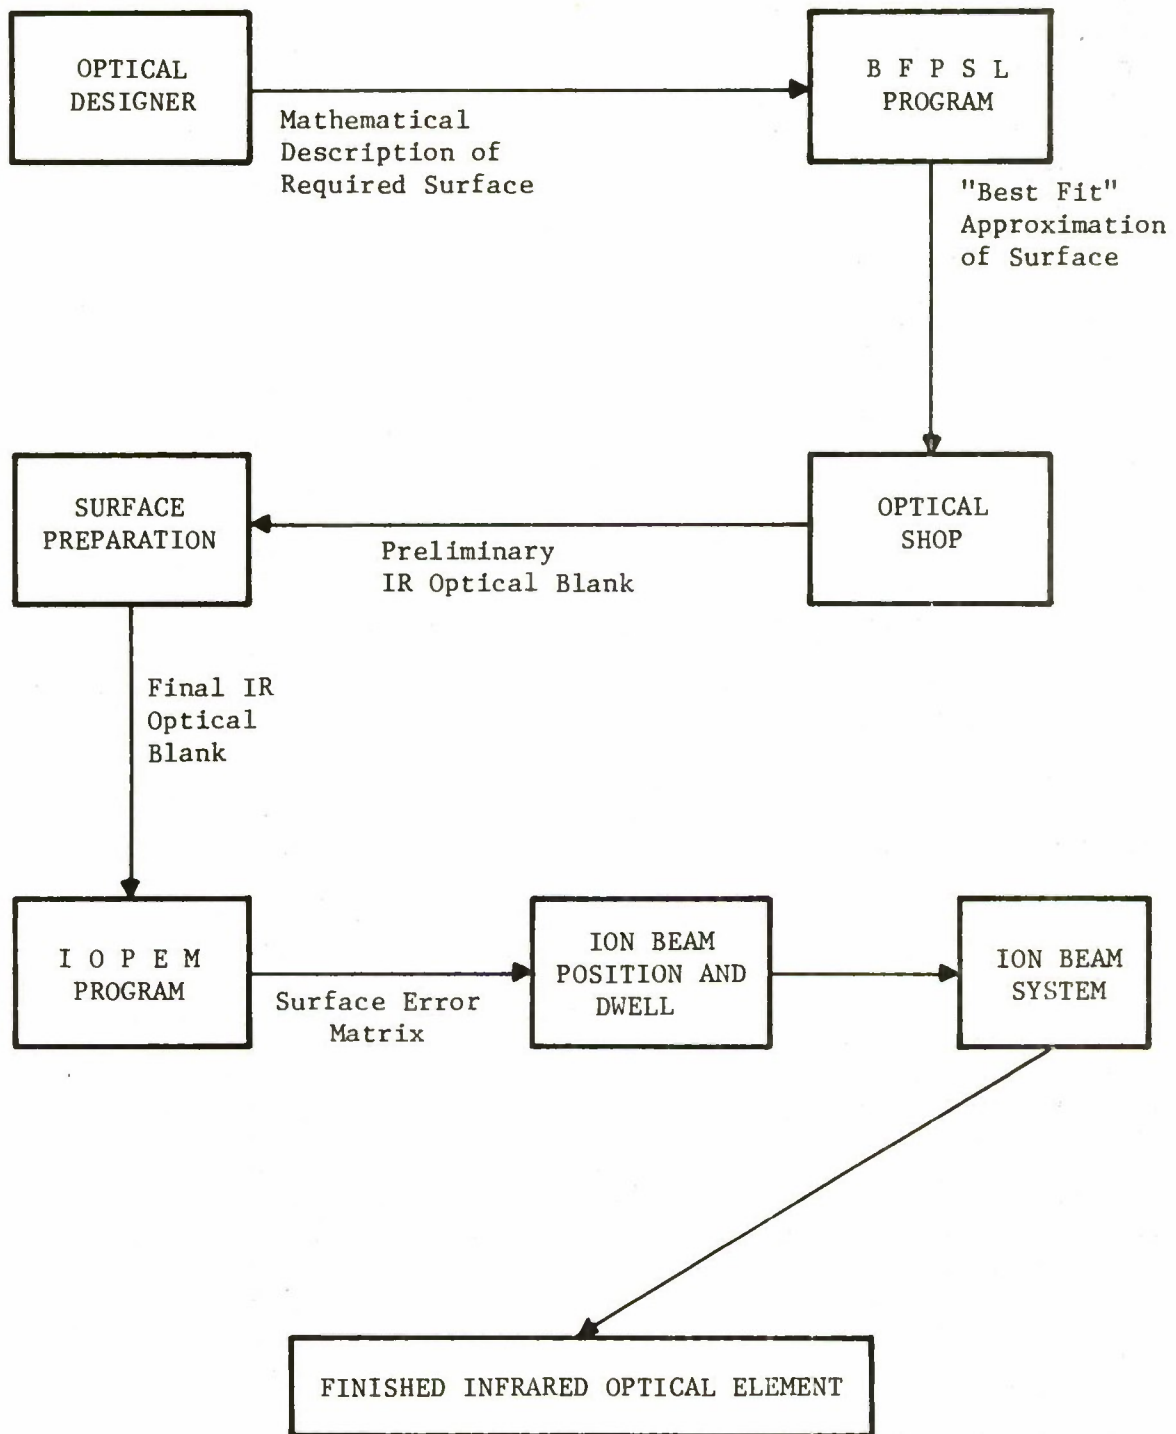 OPTICAL
DESIGNER
Mathematical
Description of
Required Surface
B F P S L
PROGRAM
"Best Fit"
Approximation
of Surface
OPTICAL
SHOP
Preliminary
IR Optical Blank
SURFACE
PREPARATION
Final IR
Optical
Blank
I O P E M
PROGRAM
Surface Error
Matrix
ION BEAM
POSITION AND
DWELL
ION BEAM
SYSTEM
FINISHED INFRARED OPTICAL ELEMENT